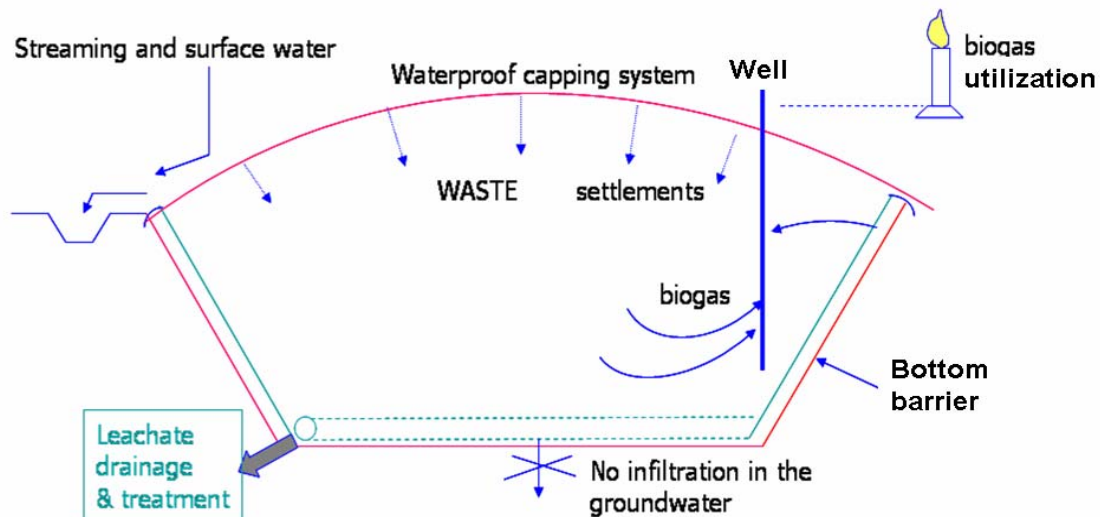 Streaming and surface water
Waterproof capping system
Well
biogas
utilization
WASTE settlements
biogas
Bottom
barrier
Leachate
drainage
& treatment
No infiltration in the
groundwater